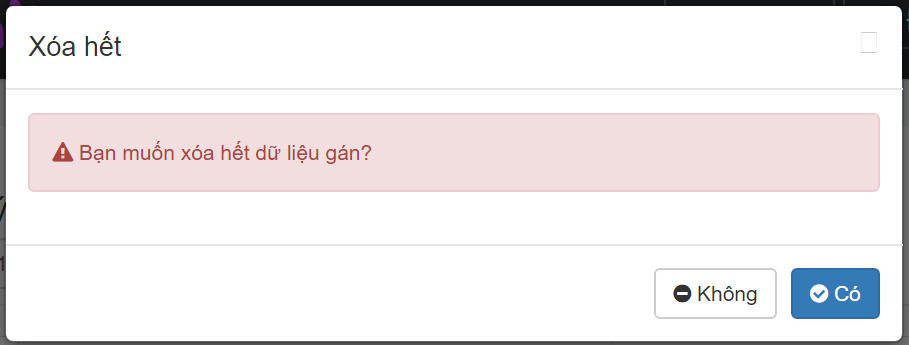 Xóa hết
Bạn muốn xóa hết dữ liệu gán?
Không
Có